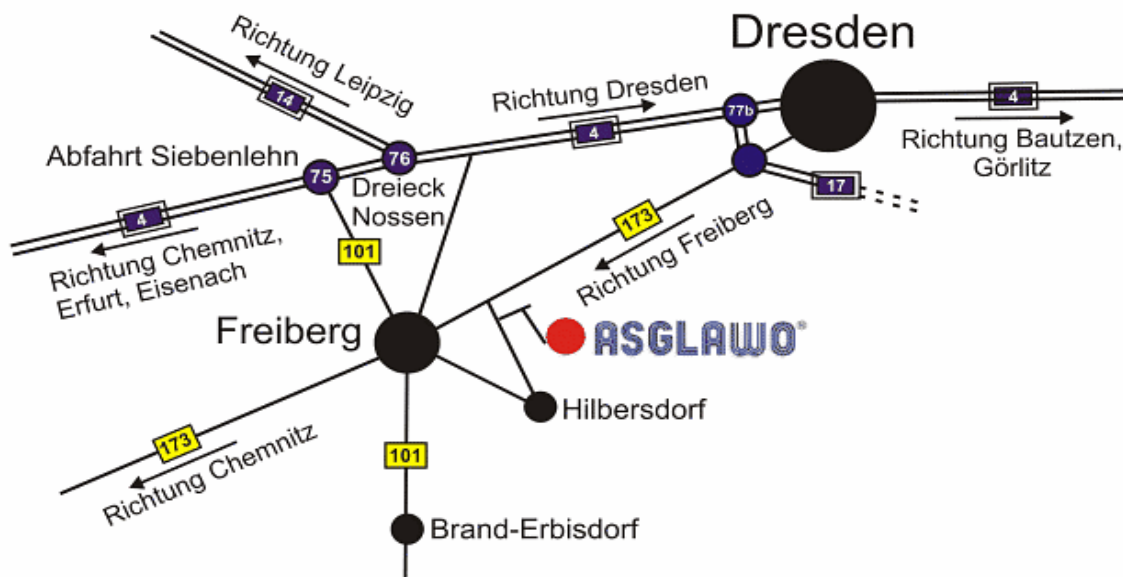 Dresden
Richtung Leipzig
14
Richtung Dresden
4
77b
4
Richtung Bautzen,
Görlitz
Abfahrt Siebenlehn
76
75
Dreieck
Nossen
17
4
Richtung Chemnitz,
Erfurt, Eisenach
101
173
Richtung Freiberg
Freiberg
ASGLAWO®
Hilbersdorf
173
Richtung Chemnitz
101
Brand-Erbisdorf